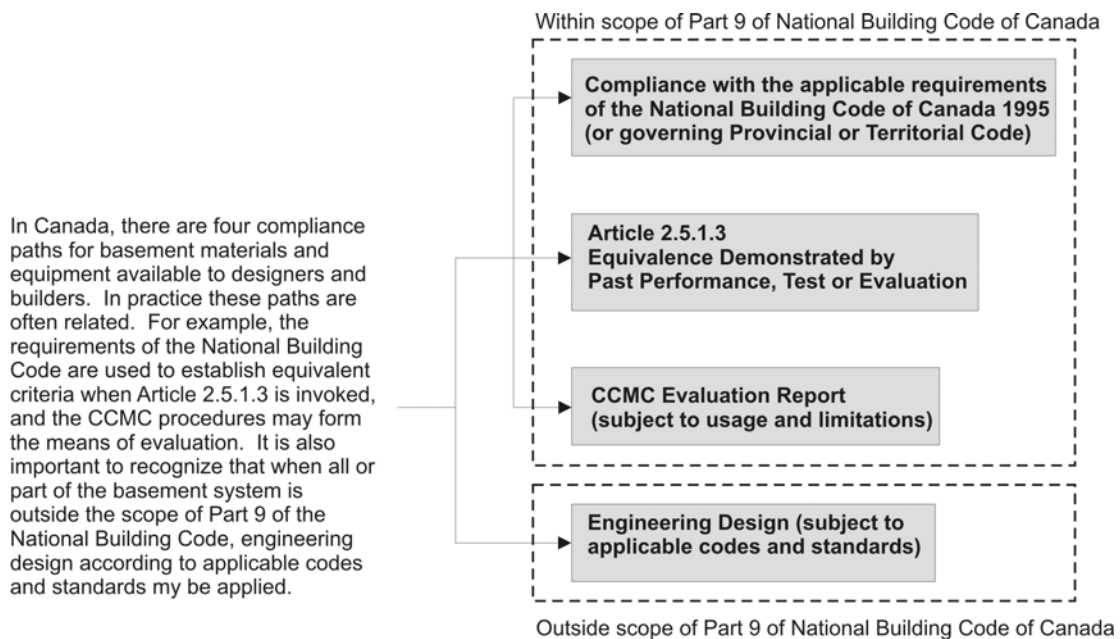 Within scope of Part 9 of National Building Code of Canada
Compliance with the applicable requirements
of the National Building Code of Canada 1995
(or governing Provincial or Territorial Code)
In Canada, there are four compliance
paths for basement materials and
equipment available to designers and
builders. In practice these paths are
often related. For example, the
requirements of the National Building
Code are used to establish equivalent
criteria when Article 2.5.1.3 is invoked,
and the CCMC procedures may form
the means of evaluation. It is also
important to recognize that when all or
part of the basement system is
outside the scope of Part 9 of the
National Building Code, engineering
design according to applicable codes
and standards my be applied.
Article 2.5.1.3
Equivalence Demonstrated by
Past Performance, Test or Evaluation
CCMC Evaluation Report
(subject to usage and limitations)
Engineering Design (subject to
applicable codes and standards)
Outside scope of Part 9 of National Building Code of Canada